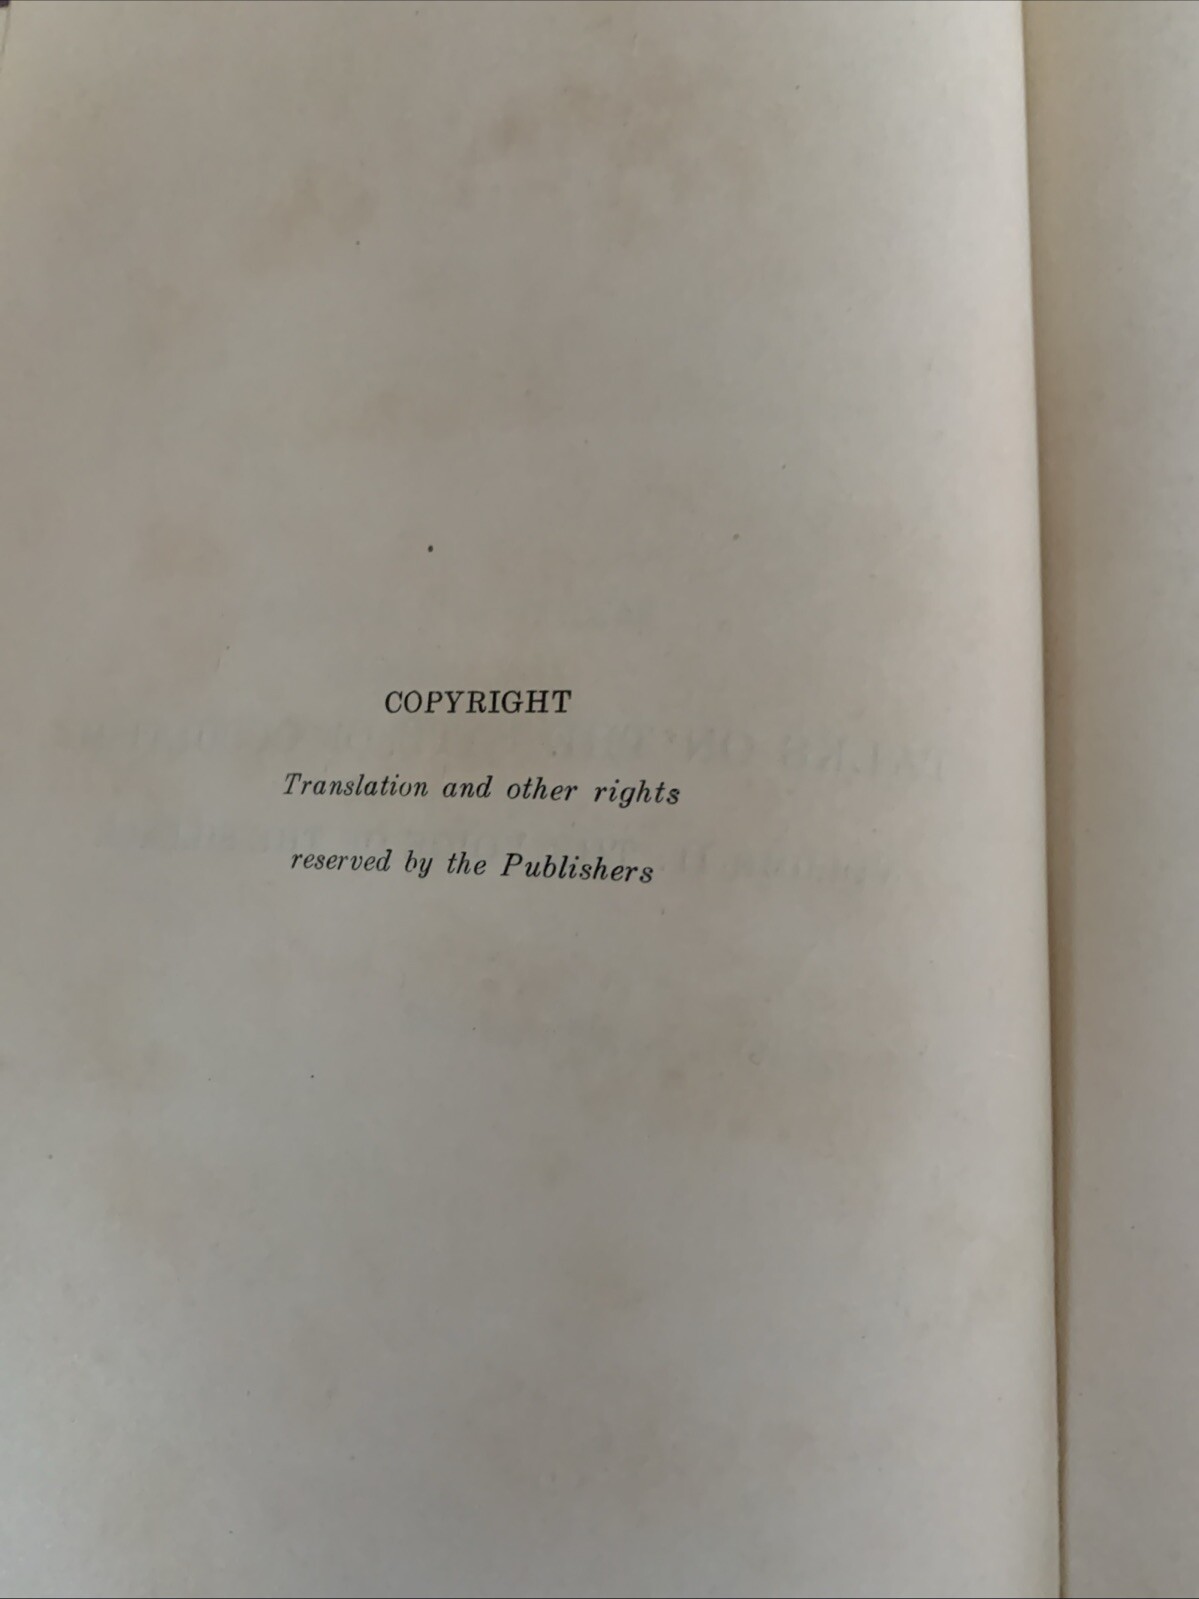 COPYRIGHT
Translation and other rights
reserved by the Publishers